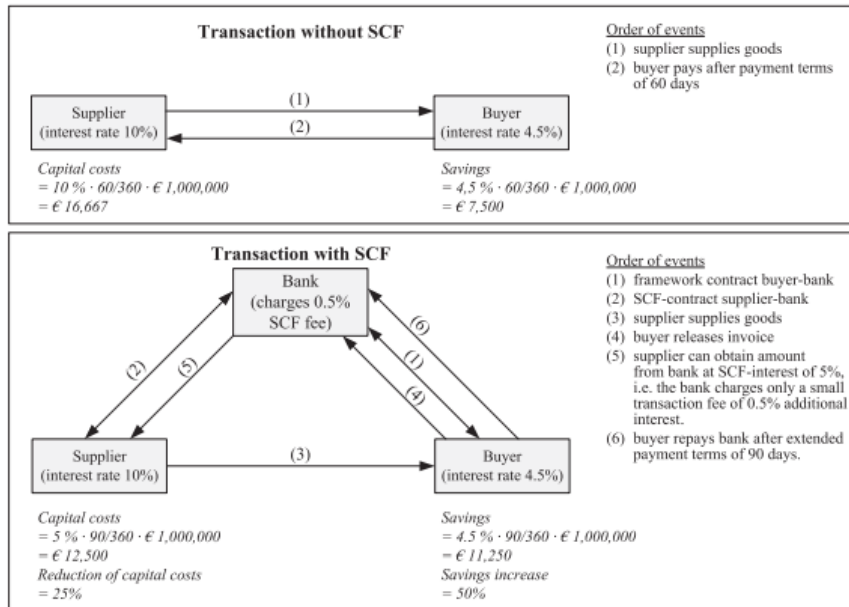 Transaction without SCF
Order of events
(1) supplier supplies goods
(2) buyer pays after payment terms
of 60 days
Supplier
(interest rate 10%)
(1)
(2)
Buyer
(interest rate 4.5%)
Capital costs
= 10 % · 60/360 · € 1,000,000
= € 16,667
Savings
= 4,5 % · 60/360 · € 1,000,000
= € 7,500
Transaction with SCF
Order of events
(1) framework contract buyer-bank
(2) SCF-contract supplier-bank
(3) supplier supplies goods
(4) buyer releases invoice
(5) supplier can obtain amount
from bank at SCF-interest of 5%,
i.e. the bank charges only a small
transaction fee of 0.5% additional
interest.
(6) buyer repays bank after extended
payment terms of 90 days.
Bank
(charges 0.5%
SCF fee)
(2)
(5)
(6)
(1)
(4)
Supplier
(interest rate 10%)
(3)
Buyer
(interest rate 4.5%)
Capital costs
= 5 % · 90/360 · € 1,000,000
= € 12,500
Reduction of capital costs
= 25%
Savings
= 4.5 % · 90/360 · € 1,000,000
= € 11,250
Savings increase
= 50%